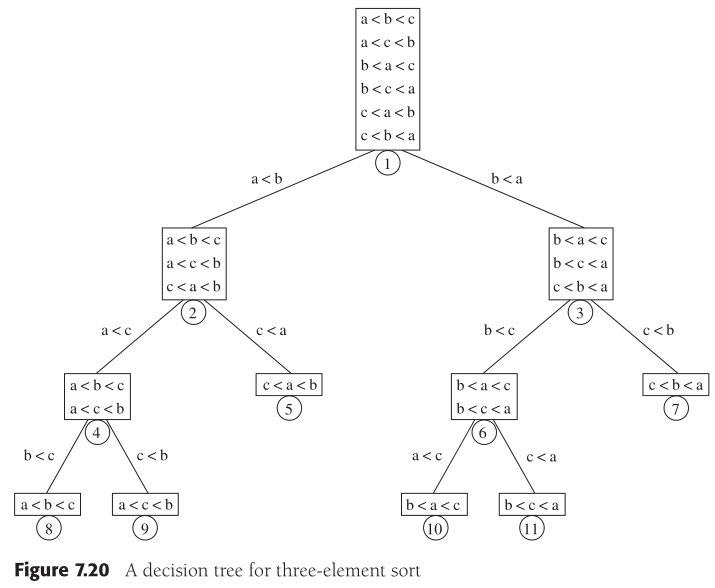 a < b < c
a < c < b
b < a < c
b < c < a
c < a < b
c < b < a
1
a < b
b < a
a < b < c
a < c < b
c < a < b
2
b < a < c
b < c < a
c < b < a
3
a < c
c < a
b < c
c < b
a < b < c
a < c < b
4
c < a < b
5
b < a < c
b < c < a
6
c < b < a
7
b < c
c < b
a < c
c < a
a < b < c
8
a < c < b
9
b < a < c
10
b < c < a
11
Figure 7.20 A decision tree for three-element sort